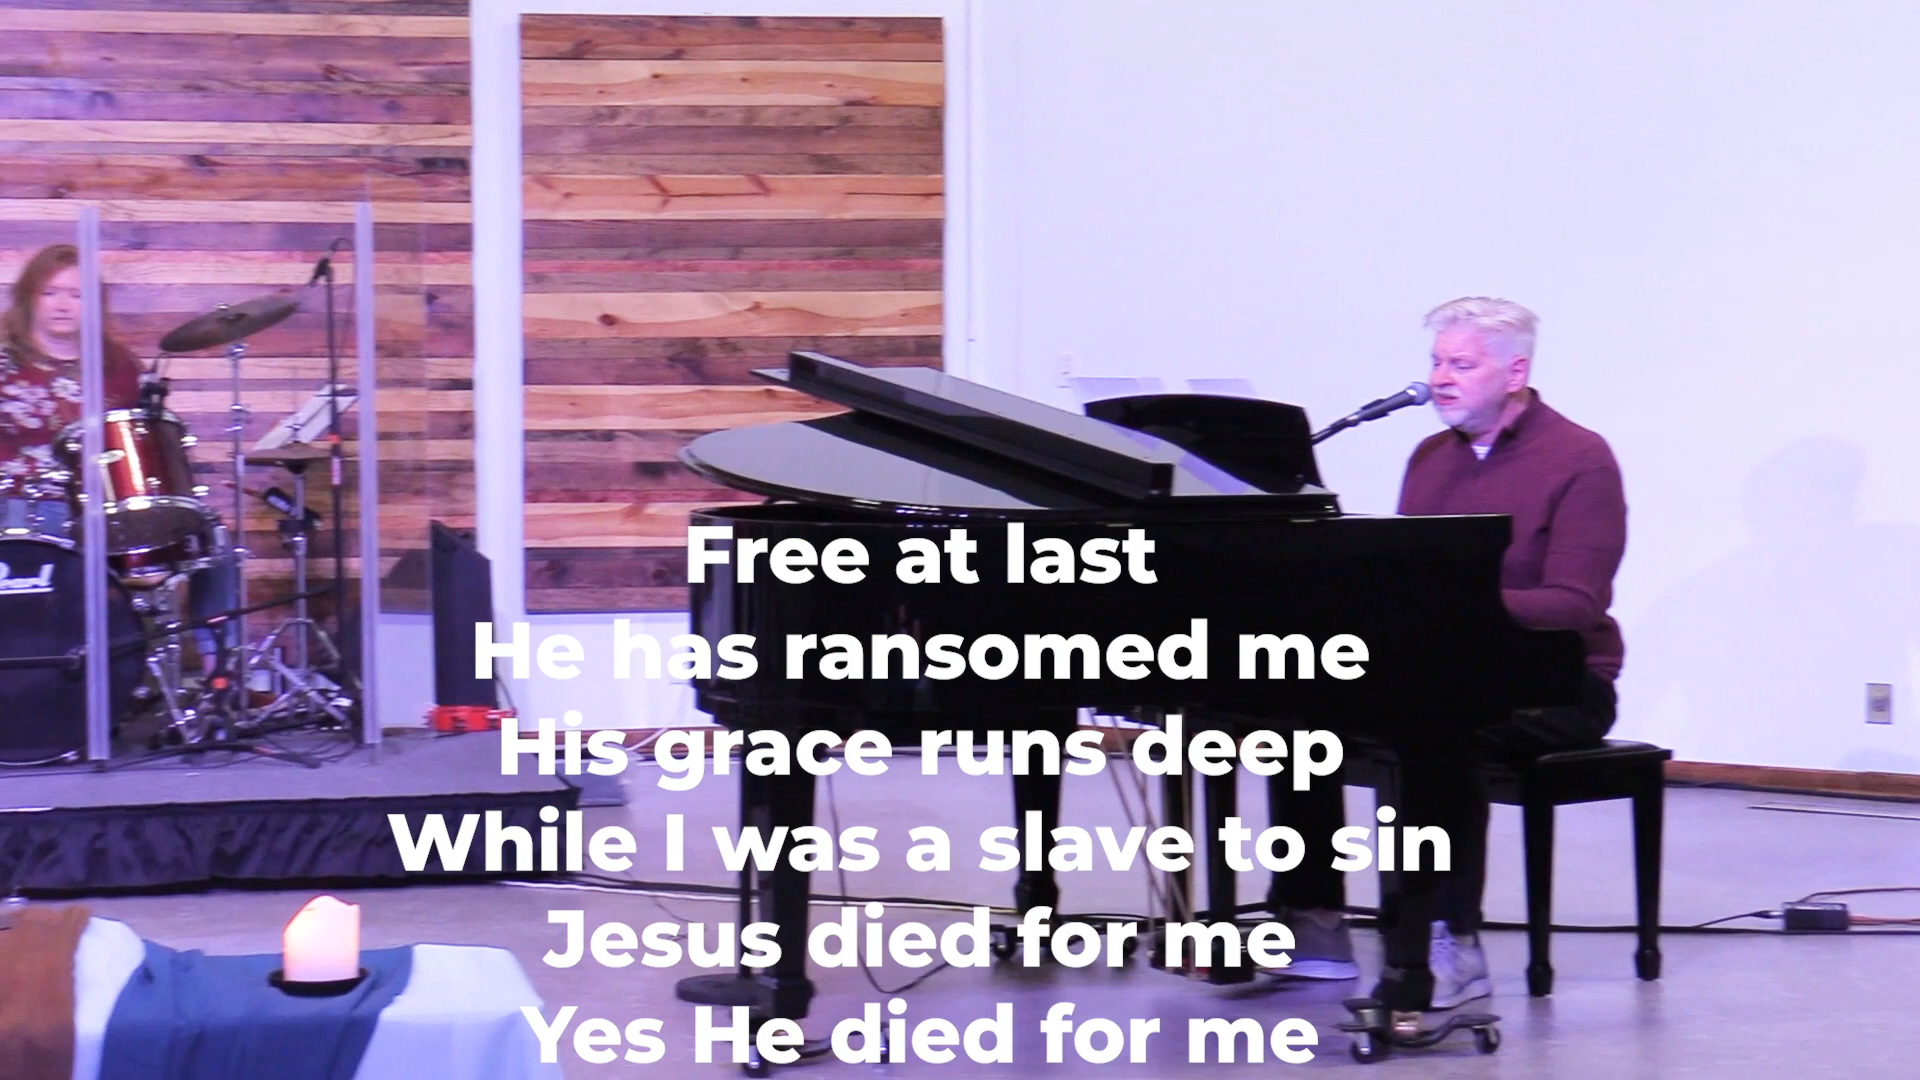 Pearl
Free at last
He has ransomed me
His grace runs deep
While I was a slave to sin
Jesus died for me
Yes He died for me